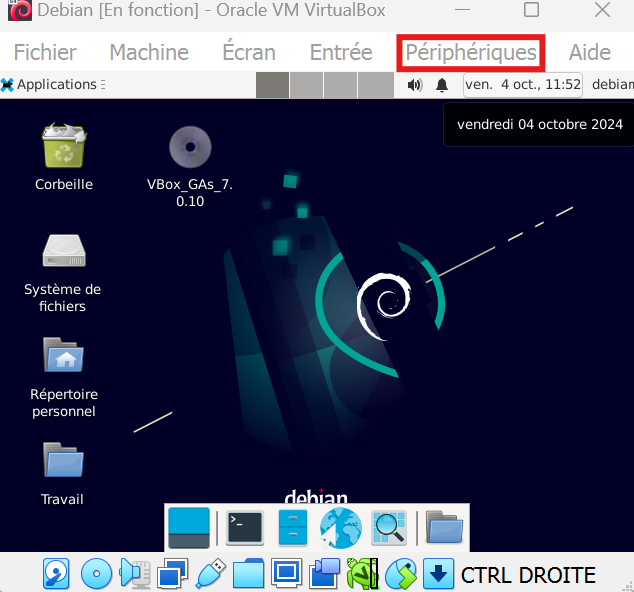 Debian [En fonction] - Oracle VM VirtualBox
Fichier Machine Écran Entrée Périphériques Aide
Applications ven. 4 oct., 11:52 debian
vendredi 04 octobre 2024
Corbeille
VBox_GAs_7.
0.10
Système de
fichiers
Répertoire
personnel
Travail
debian
CTRL DROITE